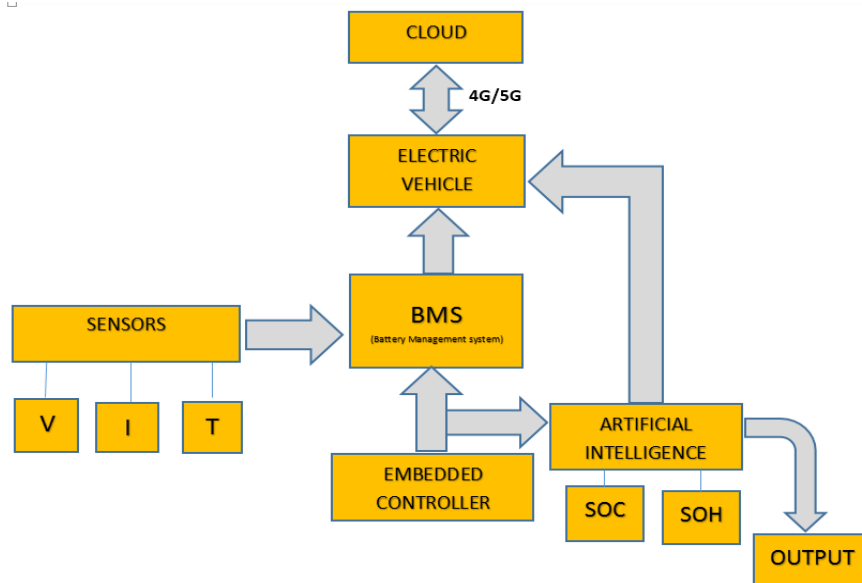 CLOUD
4G/5G
ELECTRIC
VEHICLE
BMS
(Battery Management system)
SENSORS
V
I
T
ARTIFICIAL
INTELLIGENCE
EMBEDDED
CONTROLLER
SOC
SOH
OUTPUT